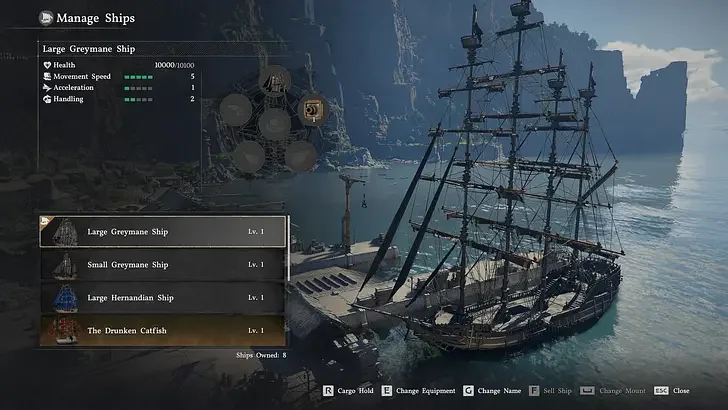 Manage Ships
Large Greymane Ship
Health 10000/10100
Movement Speed 5
Acceleration 1
Handling 2
Large Greymane Ship Lv. 1
Small Greymane Ship Lv. 1
Large Hernandian Ship Lv. 1
The Drunken Catfish Lv. 1
Ships Owned: 8
R Cargo Hold E Change Equipment G Change Name F Sell Ship Change Mount ESC Close